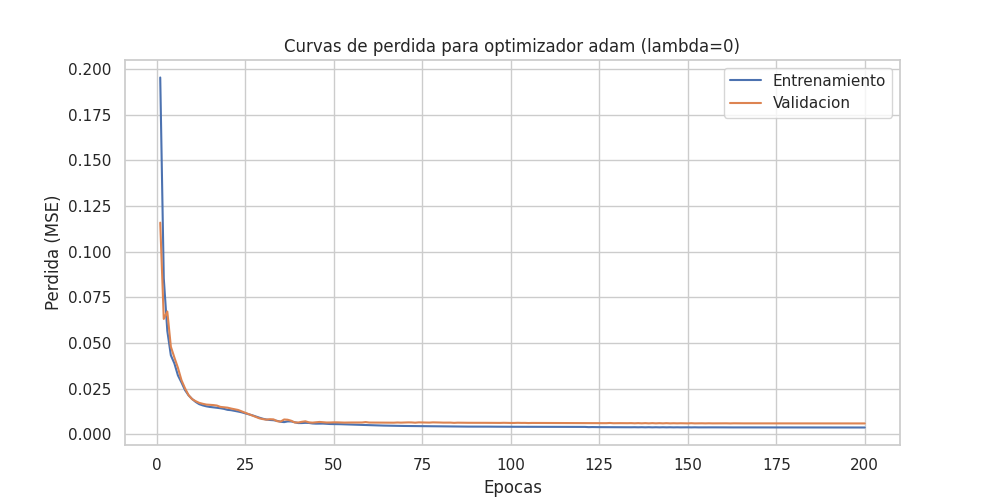 Curvas de perdida para optimizador adam (lambda=0)
Entrenamiento
Validacion
Perdida (MSE)
0.200
0.175
0.150
0.125
0.100
0.075
0.050
0.025
0.000
0 25 50 75 100 125 150 175 200
Epocas